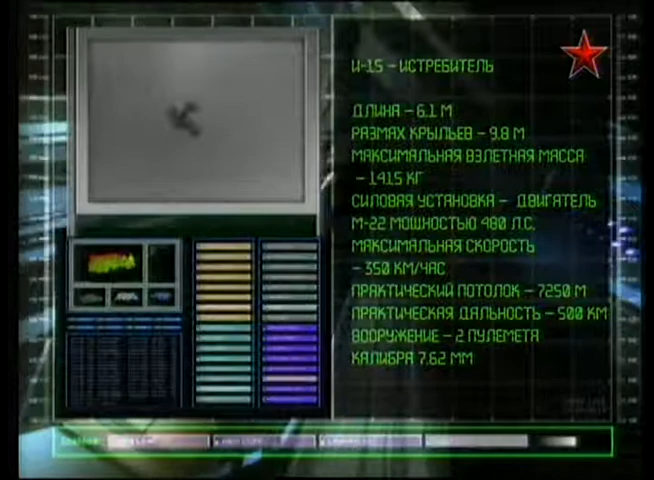 И-15 – ИСТРЕБИТЕЛЬ
ДЛИНА – 6.1 М
РАЗМАХ КРЫЛЬЕВ – 9.8 М
МАКСИМАЛЬНАЯ ВЗЛЕТНАЯ МАССА
– 1415 КГ
СИЛОВАЯ УСТАНОВКА – ДВИГАТЕЛЬ
М-22 МОЩНОСТЬЮ 480 Л.С.
МАКСИМАЛЬНАЯ СКОРОСТЬ
– 350 КМ/ЧАС
ПРАКТИЧЕСКИЙ ПОТОЛОК – 7250 М
ПРАКТИЧЕСКАЯ ДАЛЬНОСТЬ – 500 КМ
ВООРУЖЕНИЕ – 2 ПУЛЕМЕТА
КАЛИБРА 7.62 ММ